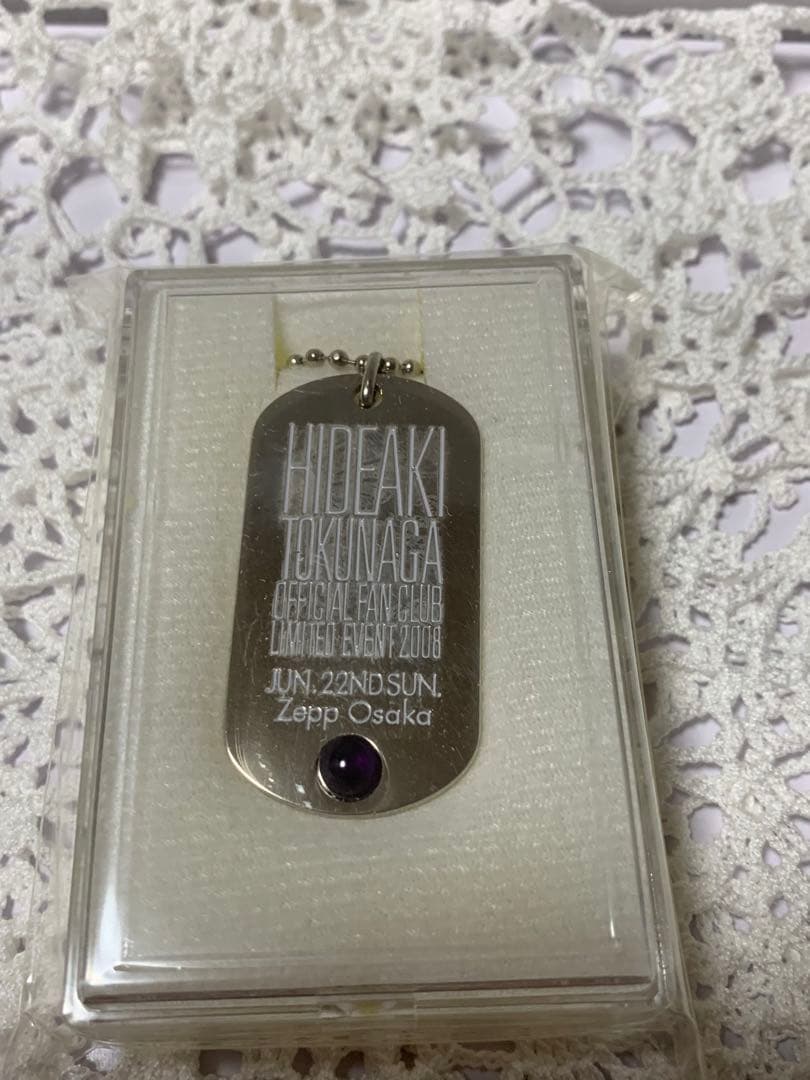 HIDEAKI
TOKUNAGA
OFFICIAL FAN CLUB
LIMITED EVENT 2008
JUN. 22ND SUN.
Zepp Osaka